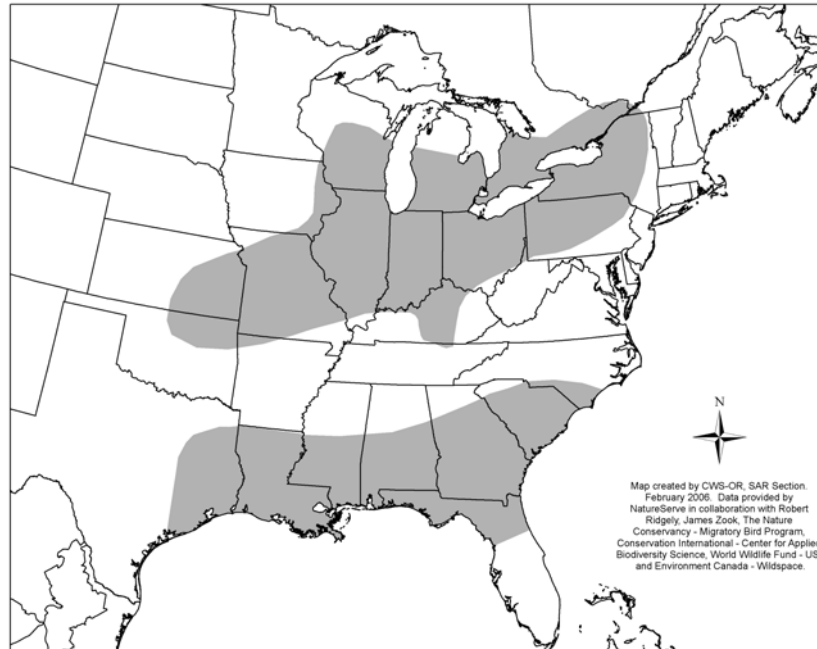 N
Map created by CWS-OR, SAR Section.
February 2006. Data provided by
NatureServe in collaboration with Robert
Ridgely, James Zook, The Nature
Conservancy - Migratory Bird Program,
Conservation International - Center for Applied
Biodiversity Science, World Wildlife Fund - US,
and Environment Canada - Wildspace.